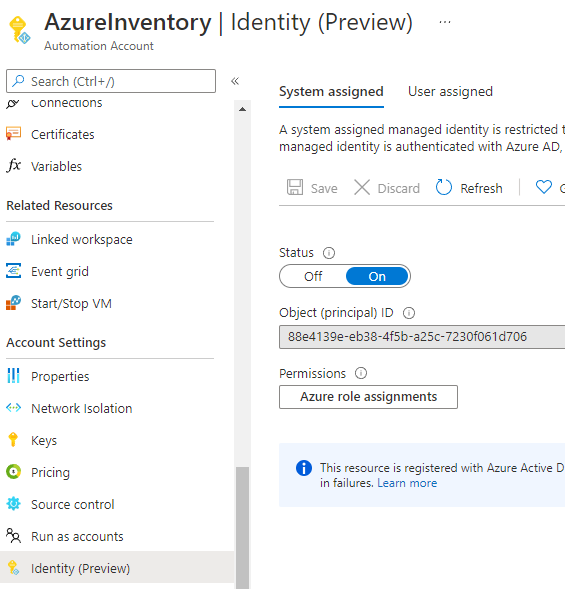 AzureInventory | Identity (Preview) ...
Automation Account
Search (Ctrl+/)
«
Connections
Certificates
fx Variables
Related Resources
Linked workspace
Event grid
Start/Stop VM
Account Settings
Properties
Network Isolation
Keys
Pricing
Source control
Run as accounts
Identity (Preview)
System assigned User assigned
A system assigned managed identity is restricted
managed identity is authenticated with Azure AD,
Save Discard Refresh
Status
Off On
Object (principal) ID
88e4139e-eb38-4f5b-a25c-7230f061d706
Permissions
Azure role assignments
This resource is registered with Azure Active
in failures. Learn more